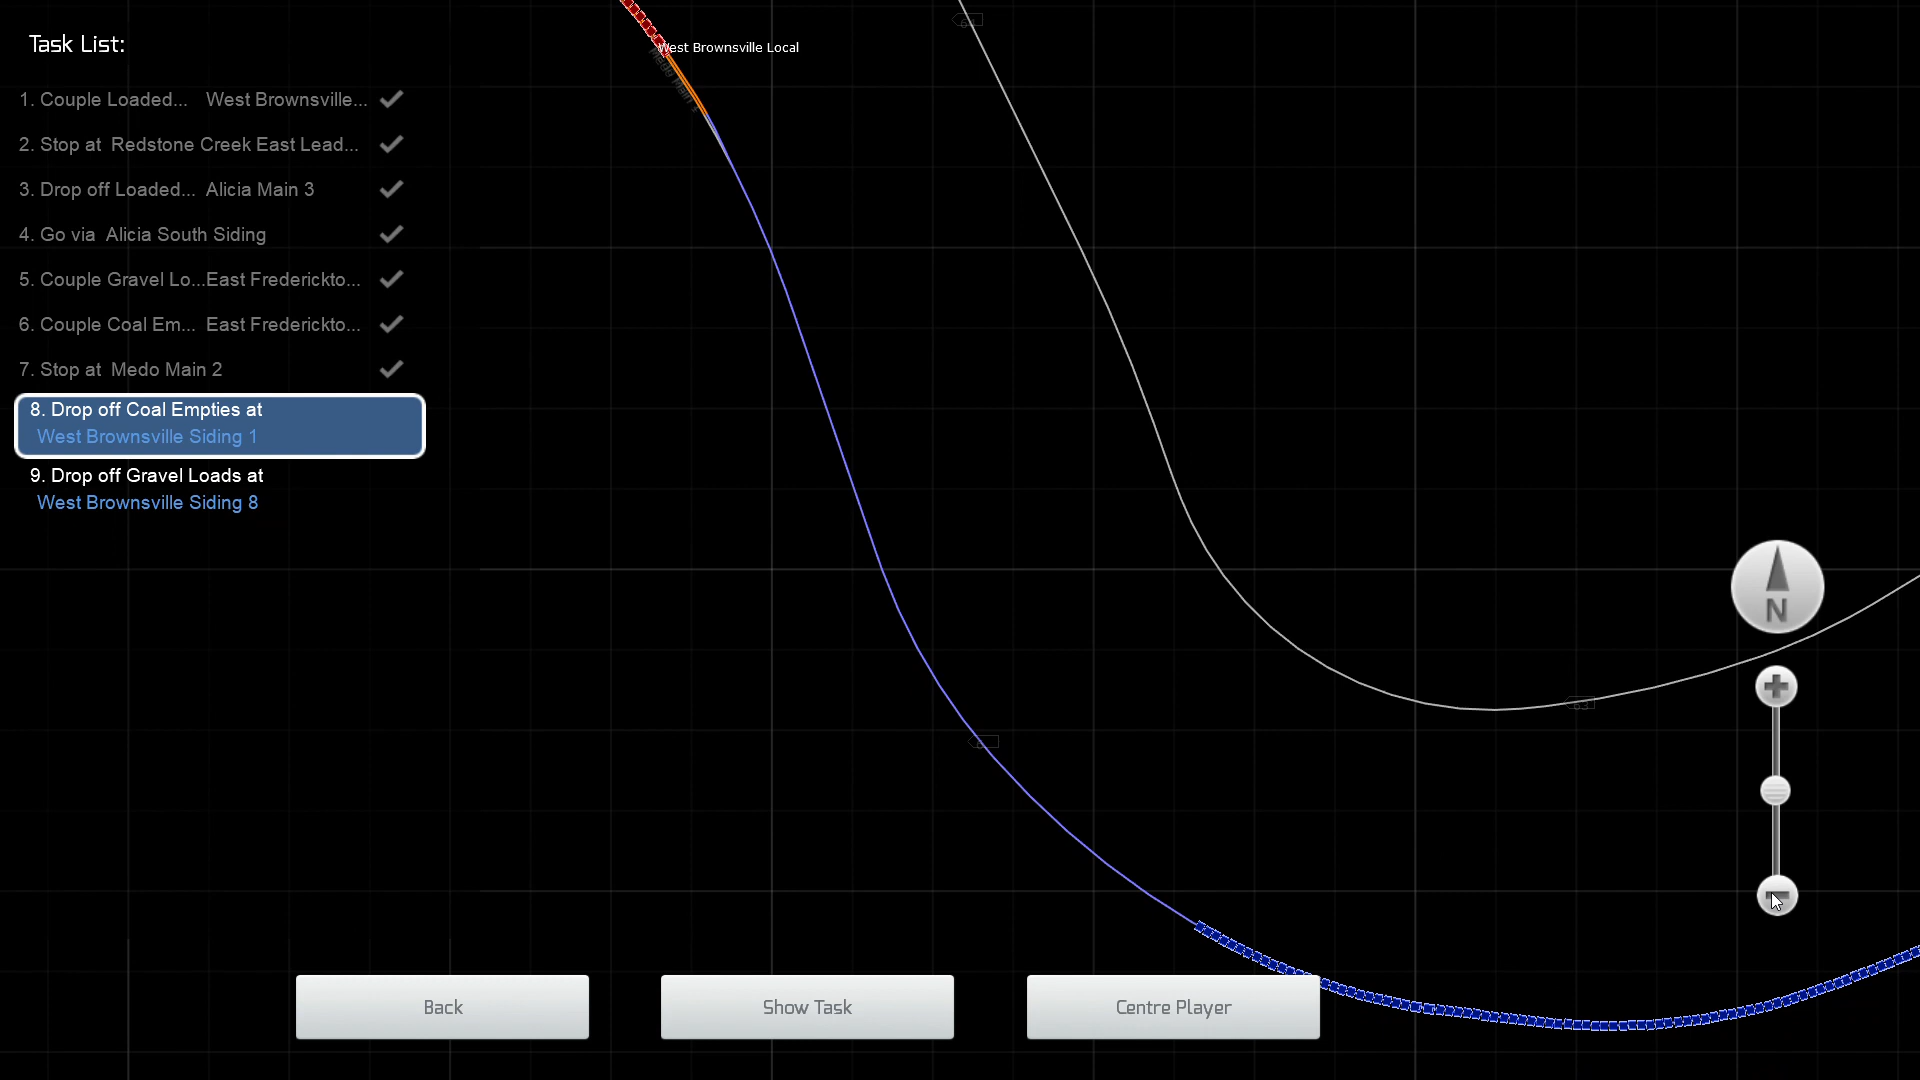 Task List:
1. Couple Loaded... West Brownsville...
2. Stop at Redstone Creek East Lead...
3. Drop off Loaded... Alicia Main 3
4. Go via Alicia South Siding
5. Couple Gravel Lo...East FredericKto...
6. Couple Coal Em... East Frederickto...
7. Stop at Medo Main 2
8. Drop off Coal Empties at
West Brownsville Siding 1
9. Drop off Gravel Loads at
West Brownsville Siding 8
West Brownsville Local
N
Back
Show Task
Centre Player